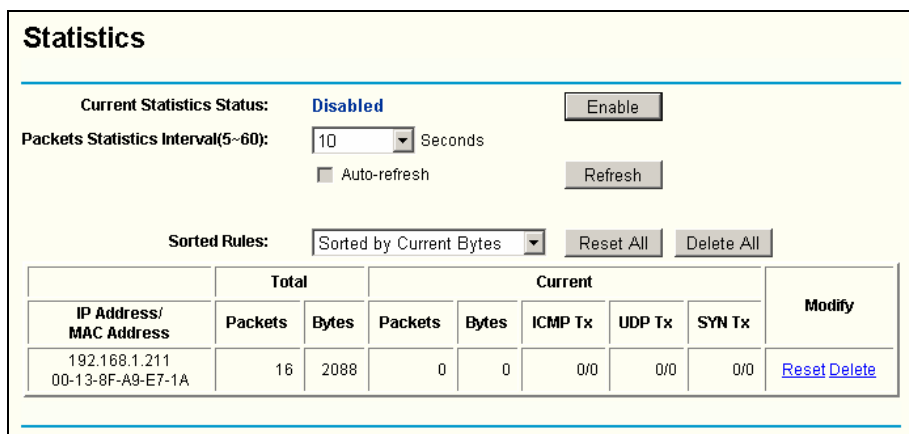 Statistics
Current Statistics Status: Disabled Enable
Packets Statistics Interval(5~60): 10 Seconds
Auto-refresh Refresh
Sorted Rules: Sorted by Current Bytes Reset All Delete All
Total Current Modify
IP Address/
MAC Address Packets Bytes Packets Bytes ICMP Tx UDP Tx SYN Tx
192.168.1.211
00-13-8F-A9-E7-1A 16 2088 0 0 0/0 0/0 0/0 Reset Delete